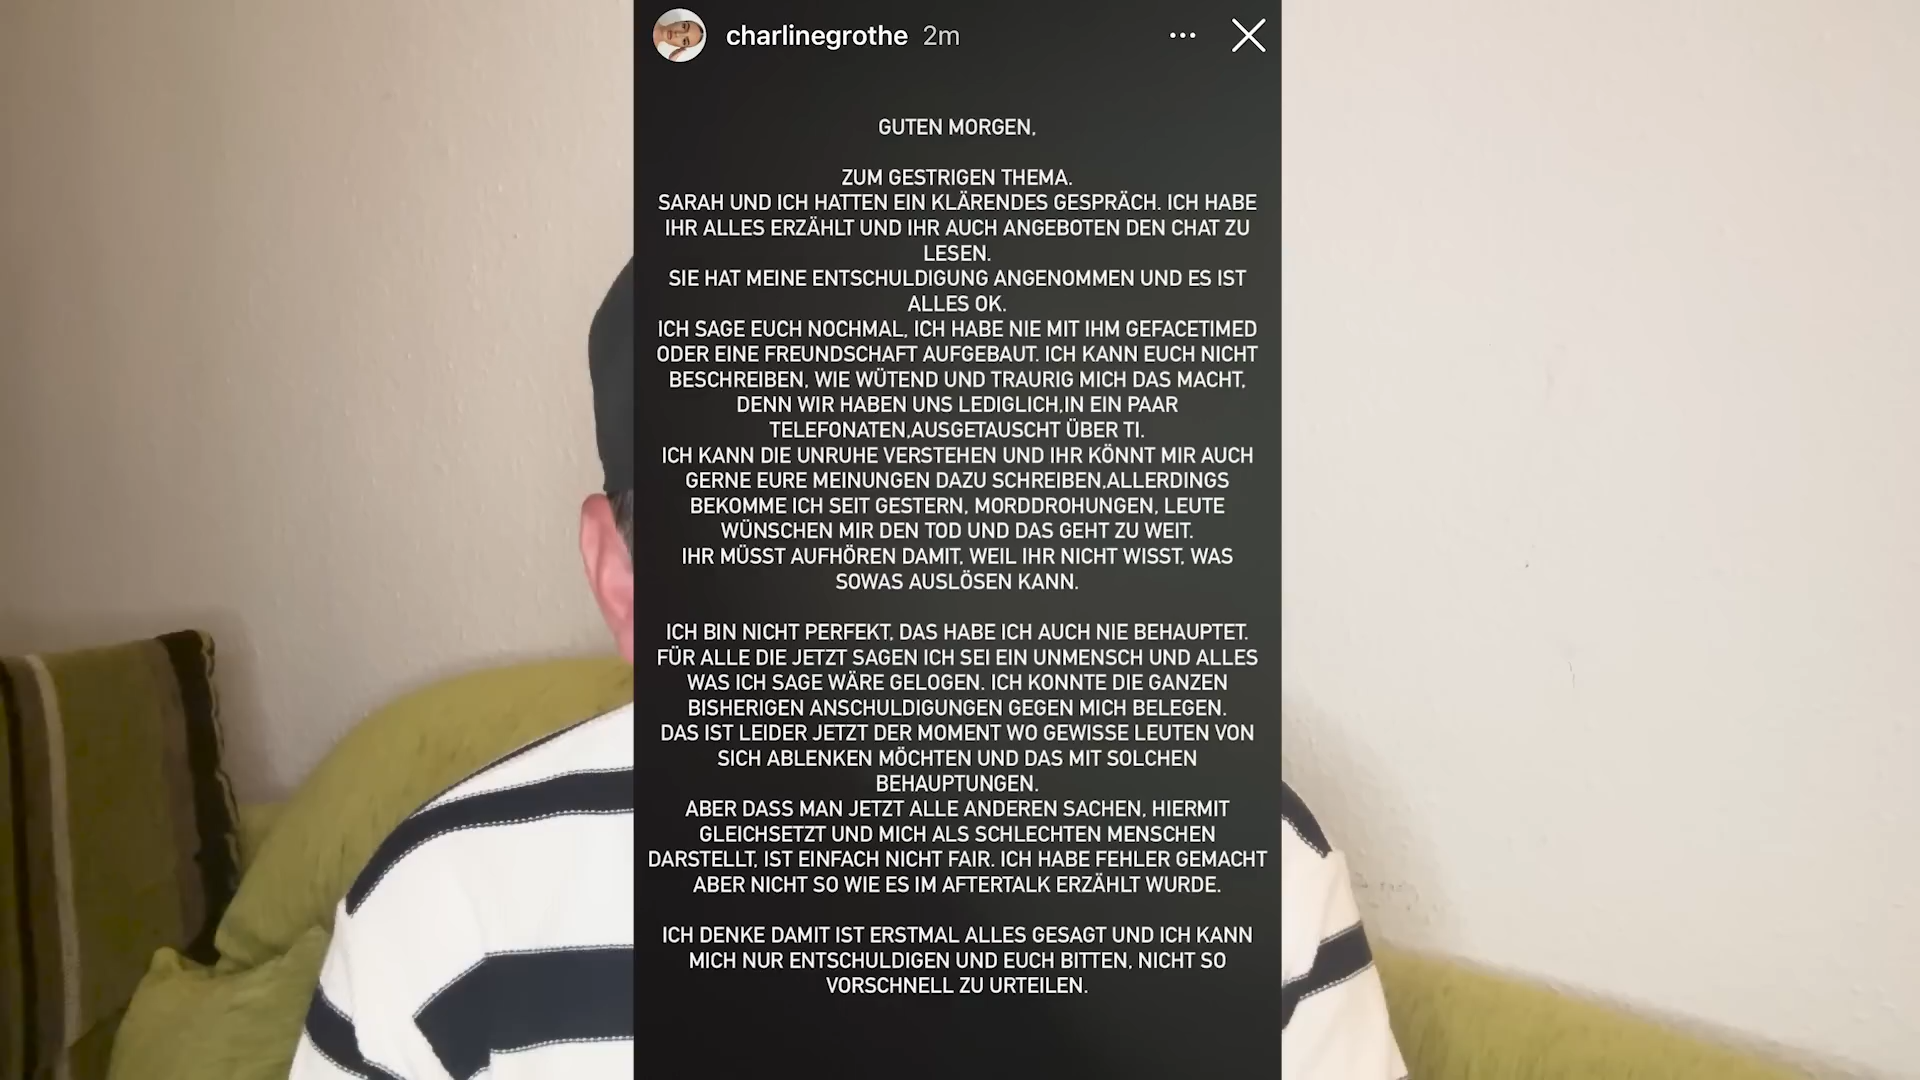 charlinegrothe 2m
GUTEN MORGEN,
ZUM GESTRIGEN THEMA.
SARAH UND ICH HATTEN EIN KLÄRENDES GESPRÄCH. ICH HABE
IHR ALLES ERZÄHLT UND IHR AUCH ANGEBOTEN DEN CHAT ZU
LESEN.
SIE HAT MEINE ENTSCHULDIGUNG ANGENOMMEN UND ES IST
ALLES OK.
ICH SAGE EUCH NOCHMAL, ICH HABE NIE MIT IHM GEFACETIMED
ODER EINE FREUNDSCHAFT AUFGEBAUT. ICH KANN EUCH NICHT
BESCHREIBEN, WIE WÜTEND UND TRAURIG MICH DAS MACHT,
DENN WIR HABEN UNS LEDIGLICH,IN EIN PAAR
TELEFONATEN,AUSGETAUSCHT ÜBER TI.
ICH KANN DIE UNRUHE VERSTEHEN UND IHR KÖNNT MIR AUCH
GERNE EURE MEINUNGEN DAZU SCHREIBEN,ALLERDINGS
BEKOMME ICH SEIT GESTERN, MORDDROHUNGEN, LEUTE
WÜNSCHEN MIR DEN TOD UND DAS GEHT ZU WEIT.
IHR MÜSST AUFHÖREN DAMIT, WEIL IHR NICHT WISST, WAS
SOWAS AUSLÖSEN KANN.
ICH BIN NICHT PERFEKT, DAS HABE ICH AUCH NIE BEHAUPTET.
FÜR ALLE DIE JETZT SAGEN ICH SEI EIN UNMENSCH UND ALLES
WAS ICH SAGE WÄRE GELOGEN. ICH KONNTE DIE GANZEN
BISHERIGEN ANSCHULDIGUNGEN GEGEN MICH BELEGEN.
DAS IST LEIDER JETZT DER MOMENT WO GEWISSE LEUTEN VON
SICH ABLENKEN MÖCHTEN UND DAS MIT SOLCHEN
BEHAUPTUNGEN.
ABER DASS MAN JETZT ALLE ANDEREN SACHEN, HIERMIT
GLEICHSETZT UND MICH ALS SCHLECHTEN MENSCHEN
DARSTELLT, IST EINFACH NICHT FAIR. ICH HABE FEHLER GEMACHT
ABER NICHT SO WIE ES IM AFTERTALK ERZÄHLT WURDE.
ICH DENKE DAMIT IST ERSTMAL ALLES GESAGT UND ICH KANN
MICH NUR ENTSCHULDIGEN UND EUCH BITTEN, NICHT SO
VORSCHNELL ZU URTEILEN.